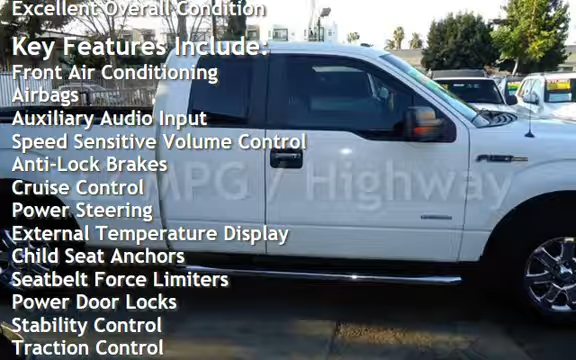 Excellent Overall Condition
Key Features Include:
Front Air Conditioning
Airbags
Auxiliary Audio Input
Speed Sensitive Volume Control
Anti-Lock Brakes
MPG / Highway
Cruise Control
Power Steering
External Temperature Display
Child Seat Anchors
Seatbelt Force Limiters
Power Door Locks
Stability Control
Traction Control